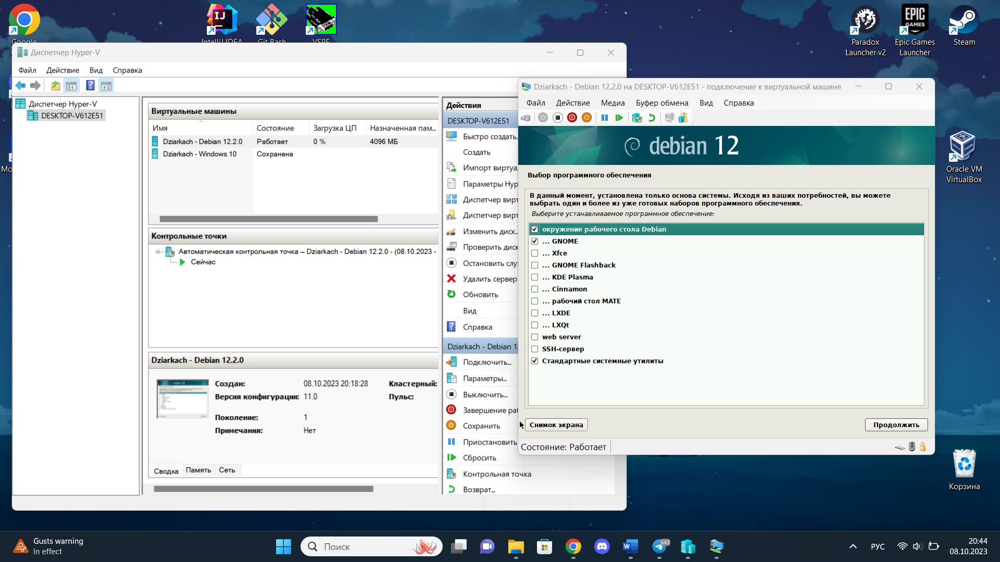 Google
IntelliJ IDEA
Git Bash
VSPE
Paradox
Launcher v2
EPIC
GAMES
Epic Games
Launcher
Steam
Oracle VM
VirtualBox
Корзина
Диспетчер Hyper-V
Файл
Действие
Вид
Справка
Диспетчер Hyper-V
DESKTOP-V612E51
Виртуальные машины
Имя
Состояние
Загрузка ЦП
Назначенная пам...
Dziarkach - Debian 12.2.0
Работает
0 %
4096 МБ
Dziarkach - Windows 10
Сохранена
Контрольные точки
Автоматическая контрольная точка — Dziarkach - Debian 12.2.0 - (08.10.2023 -
Сейчас
Dziarkach - Debian 12.2.0
Создан:
08.10.2023 20:18:28
Кластерный:
Версия конфигурации:
11.0
Пульс:
Поколение:
1
Примечания:
Нет
Сводка
Память
Сеть
Действия
DESKTOP-V612E51
Быстро создать.
Создать
Импорт виртуа
Параметры Hyp
Диспетчер вирт
Диспетчер вирт
Изменить диск..
Проверить диск
Остановить слу
Удалить сервер
Обновить
Вид
Справка
Dziarkach - Debian 1
Подключить...
Параметры...
Выключить...
Завершение ра
Сохранить
Приостановить
Сбросить
Контрольная точка
Возврат...
Dziarkach - Debian 12.2.0 на DESKTOP-V612E51 - подключение к виртуальной машине
Файл
Действие
Медиа
Буфер обмена
Вид
Справка
debian 12
Выбор программного обеспечения
В данный момент, установлена только основа системы. Исходя из ваших потребностей, вы можете
выбрать один и более из уже готовых наборов программного обеспечения.
Выберите устанавливаемое программное обеспечение:
окружение рабочего стола Debian
... GNOME
... Xfce
... GNOME Flashback
... KDE Plasma
... Cinnamon
... рабочий стол MATE
... LXDE
... LXQt
web server
SSH-сервер
Стандартные системные утилиты
Снимок экрана
Продолжить
Состояние: Работает
Gusts warning
In effect
Поиск
643
РУС
20:44
08.10.2023